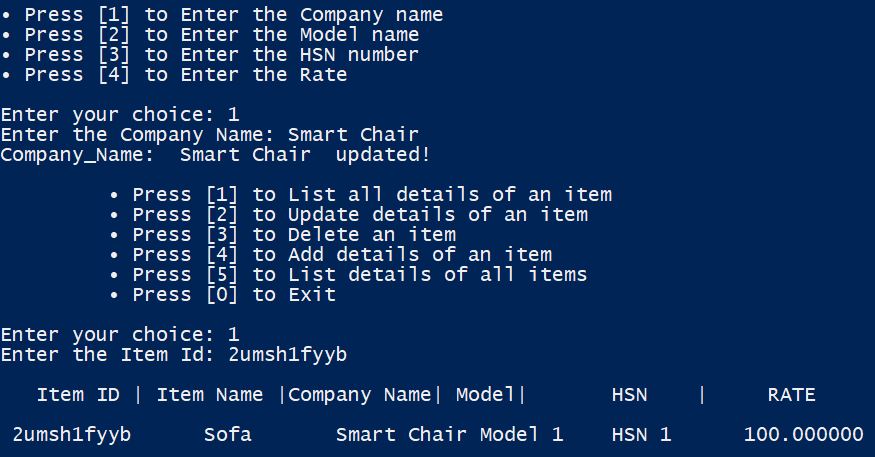 • Press [1] to Enter the Company name
• Press [2] to Enter the Model name
• Press [3] to Enter the HSN number
• Press [4] to Enter the Rate
Enter your choice: 1
Enter the Company Name: Smart Chair
Company_Name:  Smart Chair  updated!
• Press [1] to List all details of an item
• Press [2] to Update details of an item
• Press [3] to Delete an item
• Press [4] to Add details of an item
• Press [5] to List details of all items
• Press [0] to Exit
Enter your choice: 1
Enter the Item Id: 2umsh1fyyb
Item ID | Item Name |Company Name| Model|       HSN    |     RATE
2umsh1fyyb      Sofa       Smart Chair Model 1    HSN 1      100.000000